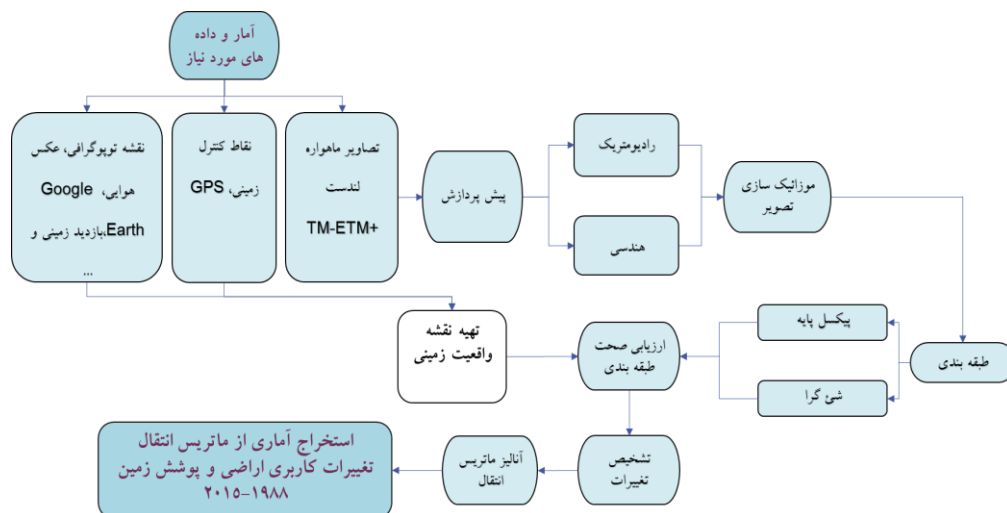 آمار و داده
های مورد نیاز
تصاویر ماهواره
لندست
TM-ETM+
نقاط کنترل
زمینی، GPS
نقشه توپوگرافی، عکس
هوایی، Google
Earth،بازدید زمینی و
...
پیش پردازش
رادیومتریک
هندسی
موزائیک سازی
تصویر
طبقه بندی
پیکسل پایه
شئ گرا
تهیه نقشه
واقعیت زمینی
ارزیابی صحت
طبقه بندی
تشخیص
تغییرات
آنالیز ماتریس
انتقال
استخراج آماری از ماتریس انتقال
تغییرات کاربری اراضی و پوشش زمین
۱۹۸۸-۲۰۱۵